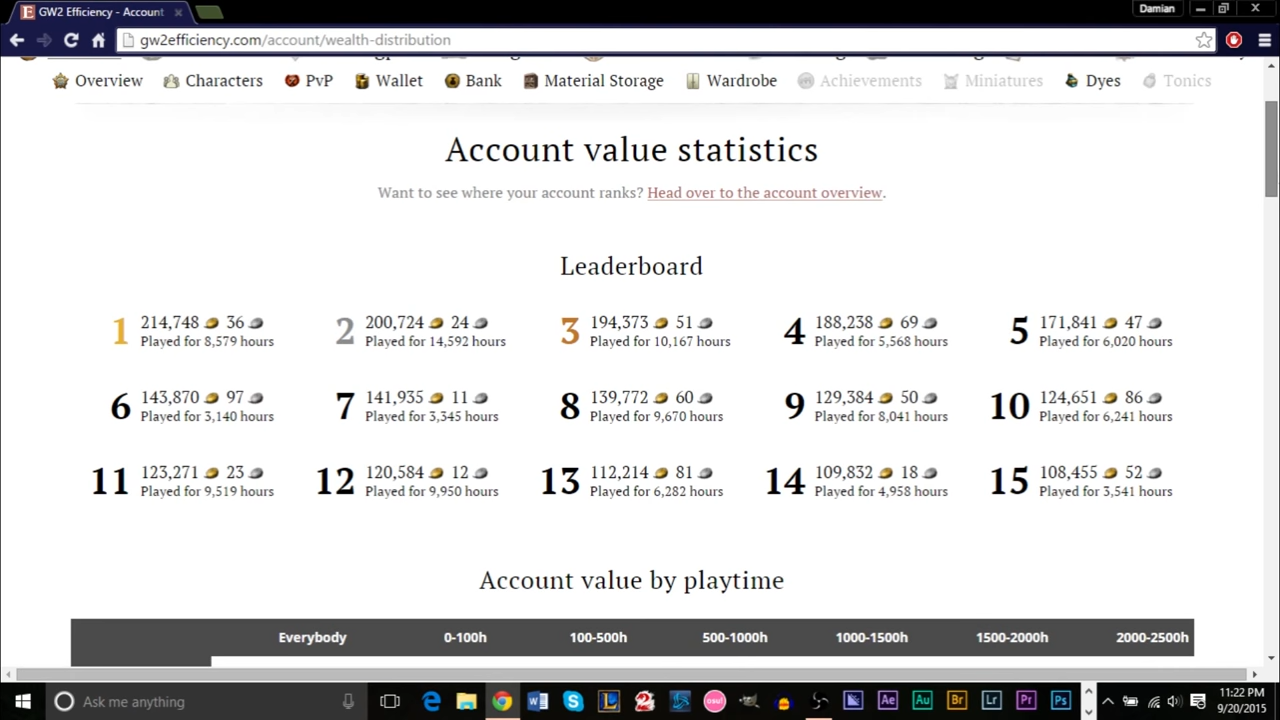 GW2 Efficiency - Account
Damian
gw2efficiency.com/account/wealth-distribution
Overview Characters PvP Wallet Bank Material Storage Wardrobe Achievements Miniatures Dyes Tonics
Account value statistics
Want to see where your account ranks? Head over to the account overview.
Leaderboard
1 214,748 36 2 200,724 24 3 194,373 51 4 188,238 69 5 171,841 47
Played for 8,579 hours Played for 14,592 hours Played for 10,167 hours Played for 5,568 hours Played for 6,020 hours
6 143,870 97 7 141,935 11 8 139,772 60 9 129,384 50 10 124,651 86
Played for 3,140 hours Played for 3,345 hours Played for 9,670 hours Played for 8,041 hours Played for 6,241 hours
11 123,271 23 12 120,584 12 13 112,214 81 14 109,832 18 15 108,455 52
Played for 9,519 hours Played for 9,950 hours Played for 6,282 hours Played for 4,958 hours Played for 3,541 hours
Account value by playtime
Everybody 0-100h 100-500h 500-1000h 1000-1500h 1500-2000h 2000-2500h
Ask me anything
Ae Au Br Lr Pr Ps
11:22 PM
9/20/2015